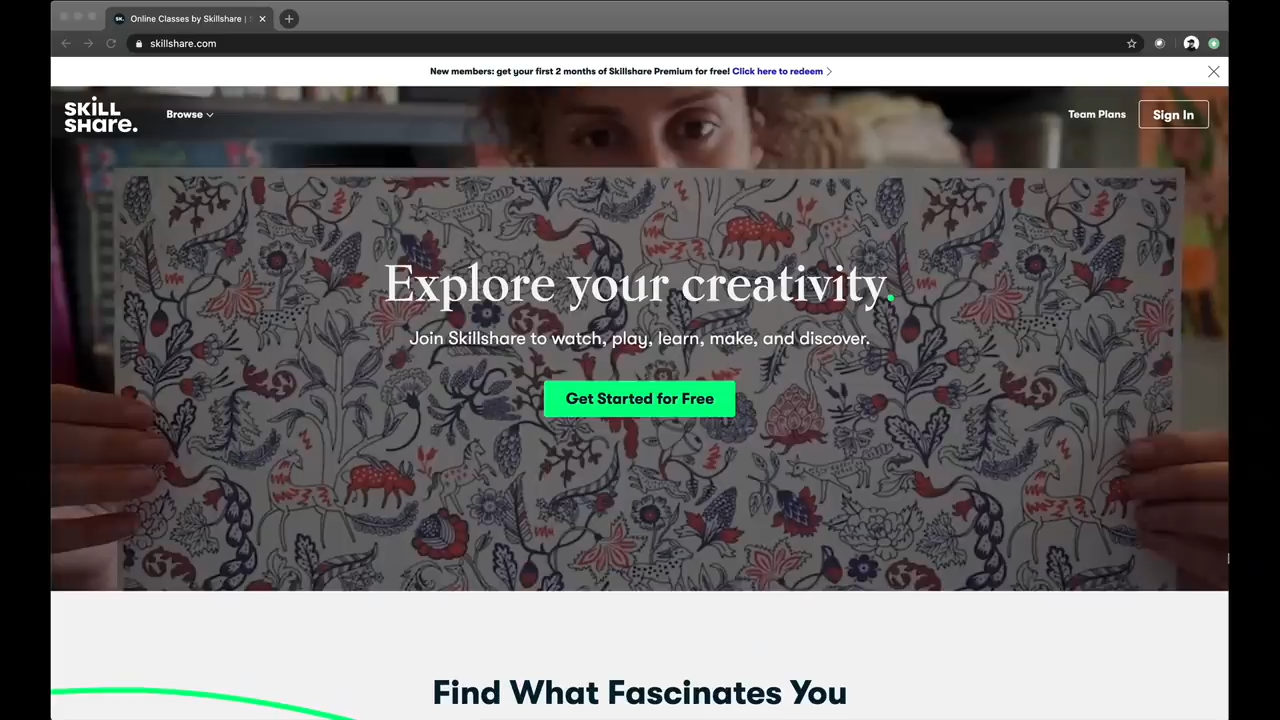 Online Classes by Skillshare |
skillshare.com
New members: get your first 2 months of Skillshare Premium for free! Click here to redeem
SKILL
SHARE.
Browse
Team Plans
Sign In
Explore your creativity.
Join Skillshare to watch, play, learn, make, and discover.
Get Started for Free
Find What Fascinates You